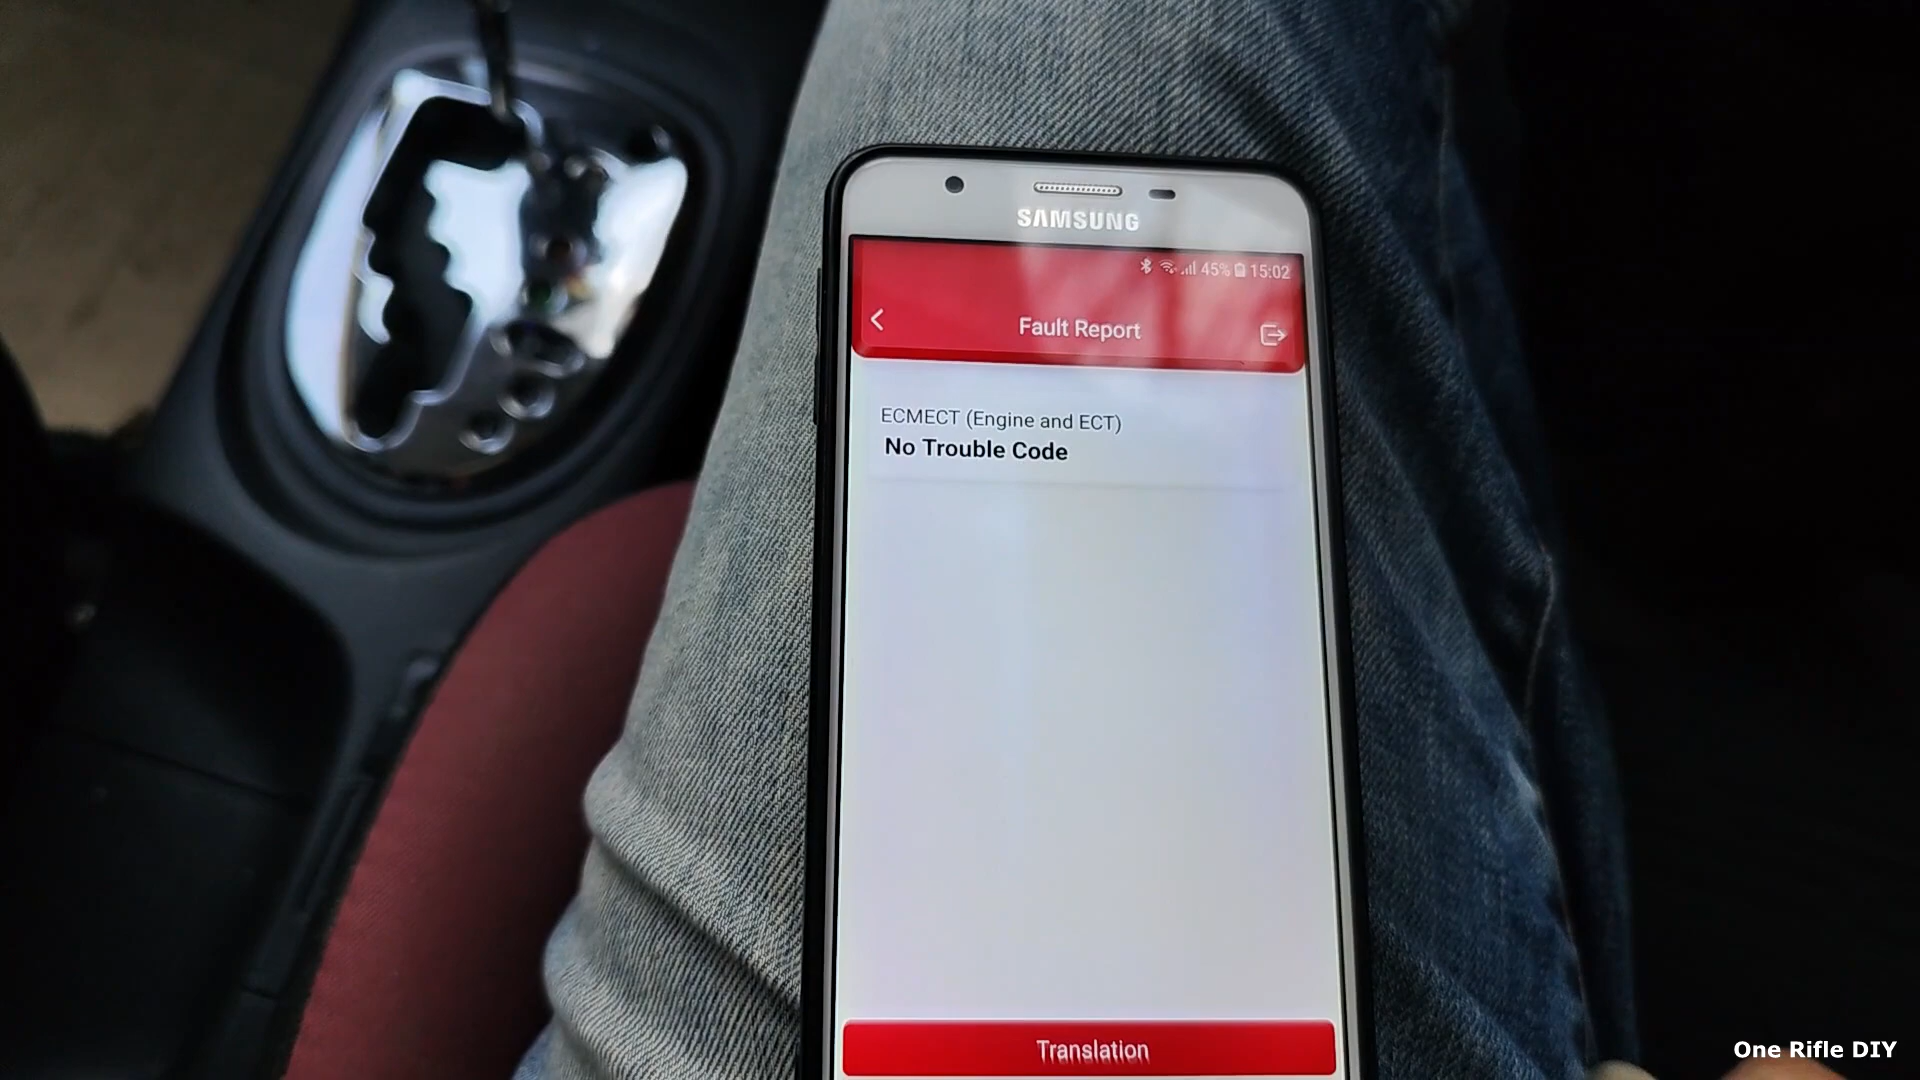 SAMSUNG
45% 15:02
Fault Report
ECMECT (Engine and ECT)
No Trouble Code
Translation
One Rifle DIY